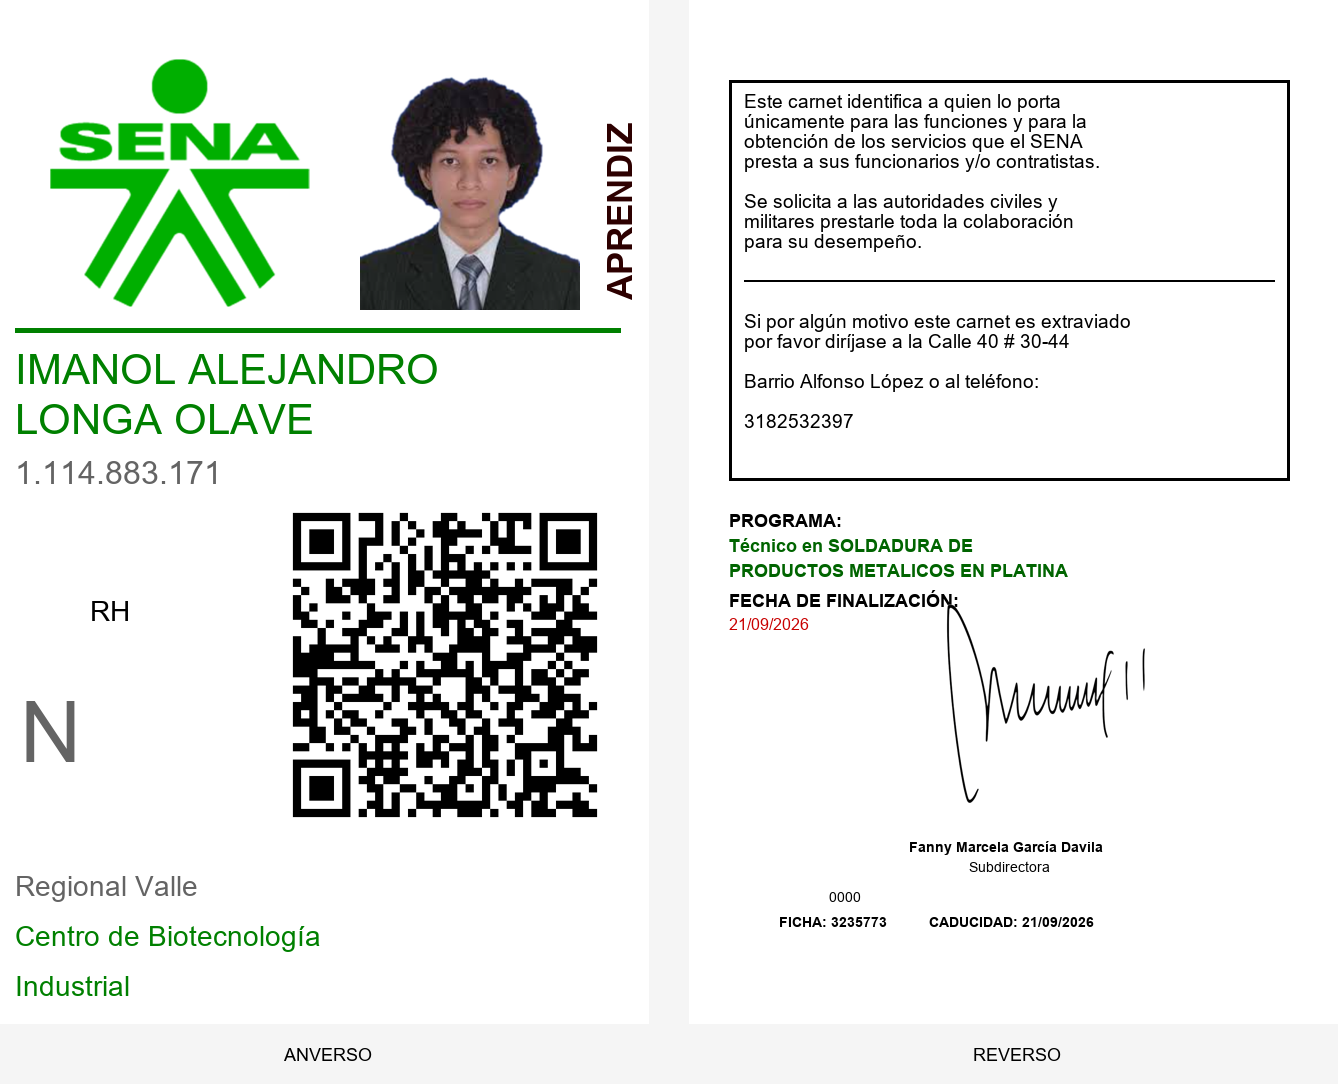 SENA
APRENDIZ
IMANOL ALEJANDRO
LONGA OLAVE
1.114.883.171
RH
N
Regional Valle
Centro de Biotecnología
Industrial
ANVERSO
Este carnet identifica a quien lo porta
únicamente para las funciones y para la
obtención de los servicios que el SENA
presta a sus funcionarios y/o contratistas.
Se solicita a las autoridades civiles y
militares prestarle toda la colaboración
para su desempeño.
Si por algún motivo este carnet es extraviado
por favor diríjase a la Calle 40 # 30-44
Barrio Alfonso López o al teléfono:
3182532397
PROGRAMA:
Técnico en SOLDADURA DE
PRODUCTOS METALICOS EN PLATINA
FECHA DE FINALIZACIÓN:
21/09/2026
Fanny Marcela García Davila
Subdirectora
0000
FICHA: 3235773 CADUCIDAD: 21/09/2026
REVERSO